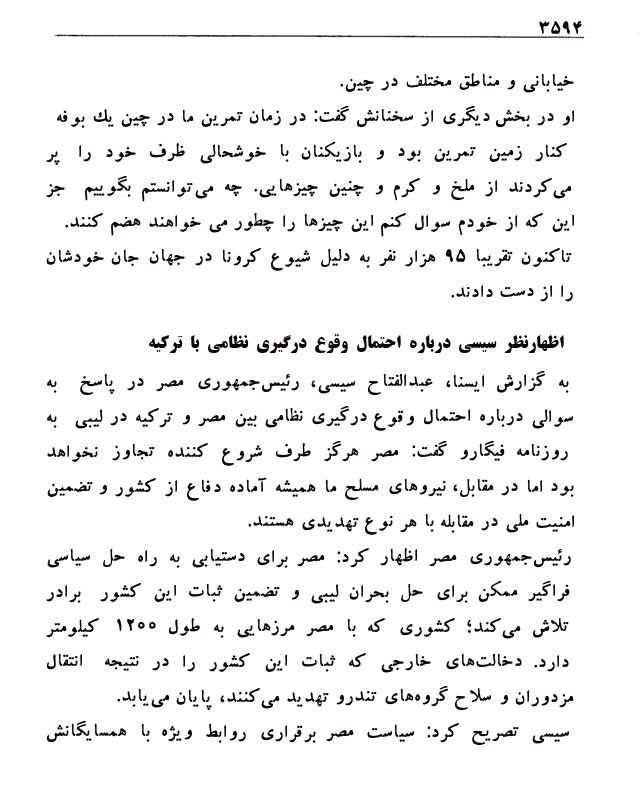 ۳۵۹۴
خیابانی و مناطق مختلف در چین.
او در بخش دیگری از سخنانش گفت: در زمان تمرین ما در چین یك بوفه
کنار زمین تمرین بود و بازیکنان با خوشحالی ظرف خود را پر
می‌کردند از ملخ و کرم و چنین چیزهایی. چه می‌توانستم بگوییم جز
این که از خودم سوال کنم این چیزها را چطور می خواهند هضم کنند.
تاکنون تقریبا ۹۵ هزار نفر به دلیل شیوع کرونا در جهان جان خودشان
را از دست دادند.
اظهارنظر سیسی درباره احتمال وقوع درگیری نظامی با ترکیه
به گزارش ایسنا، عبدالفتاح سیسی، رئیس‌جمهوری مصر در پاسخ به
سوالی درباره احتمال وقوع درگیری نظامی بین مصر و ترکیه در لیبی به
روزنامه فیگارو گفت: مصر هرگز طرف شروع کننده تجاوز نخواهد
بود اما در مقابل، نیروهای مسلح ما همیشه آماده دفاع از کشور و تضمین
امنیت ملی در مقابله با هر نوع تهدیدی هستند.
رئیس‌جمهوری مصر اظهار کرد: مصر برای دستیابی به راه حل سیاسی
فراگیر ممکن برای حل بحران لیبی و تضمین ثبات این کشور برادر
تلاش می‌کند؛ کشوری که با مصر مرزهایی به طول ۱۲۰۰ کیلومتر
دارد. دخالت‌های خارجی که ثبات این کشور را در نتیجه انتقال
مزدوران و سلاح گروه‌های تندرو تهدید می‌کنند، پایان می‌یابد.
سیسی تصریح کرد: سیاست مصر برقراری روابط ویژه با همسایگانش